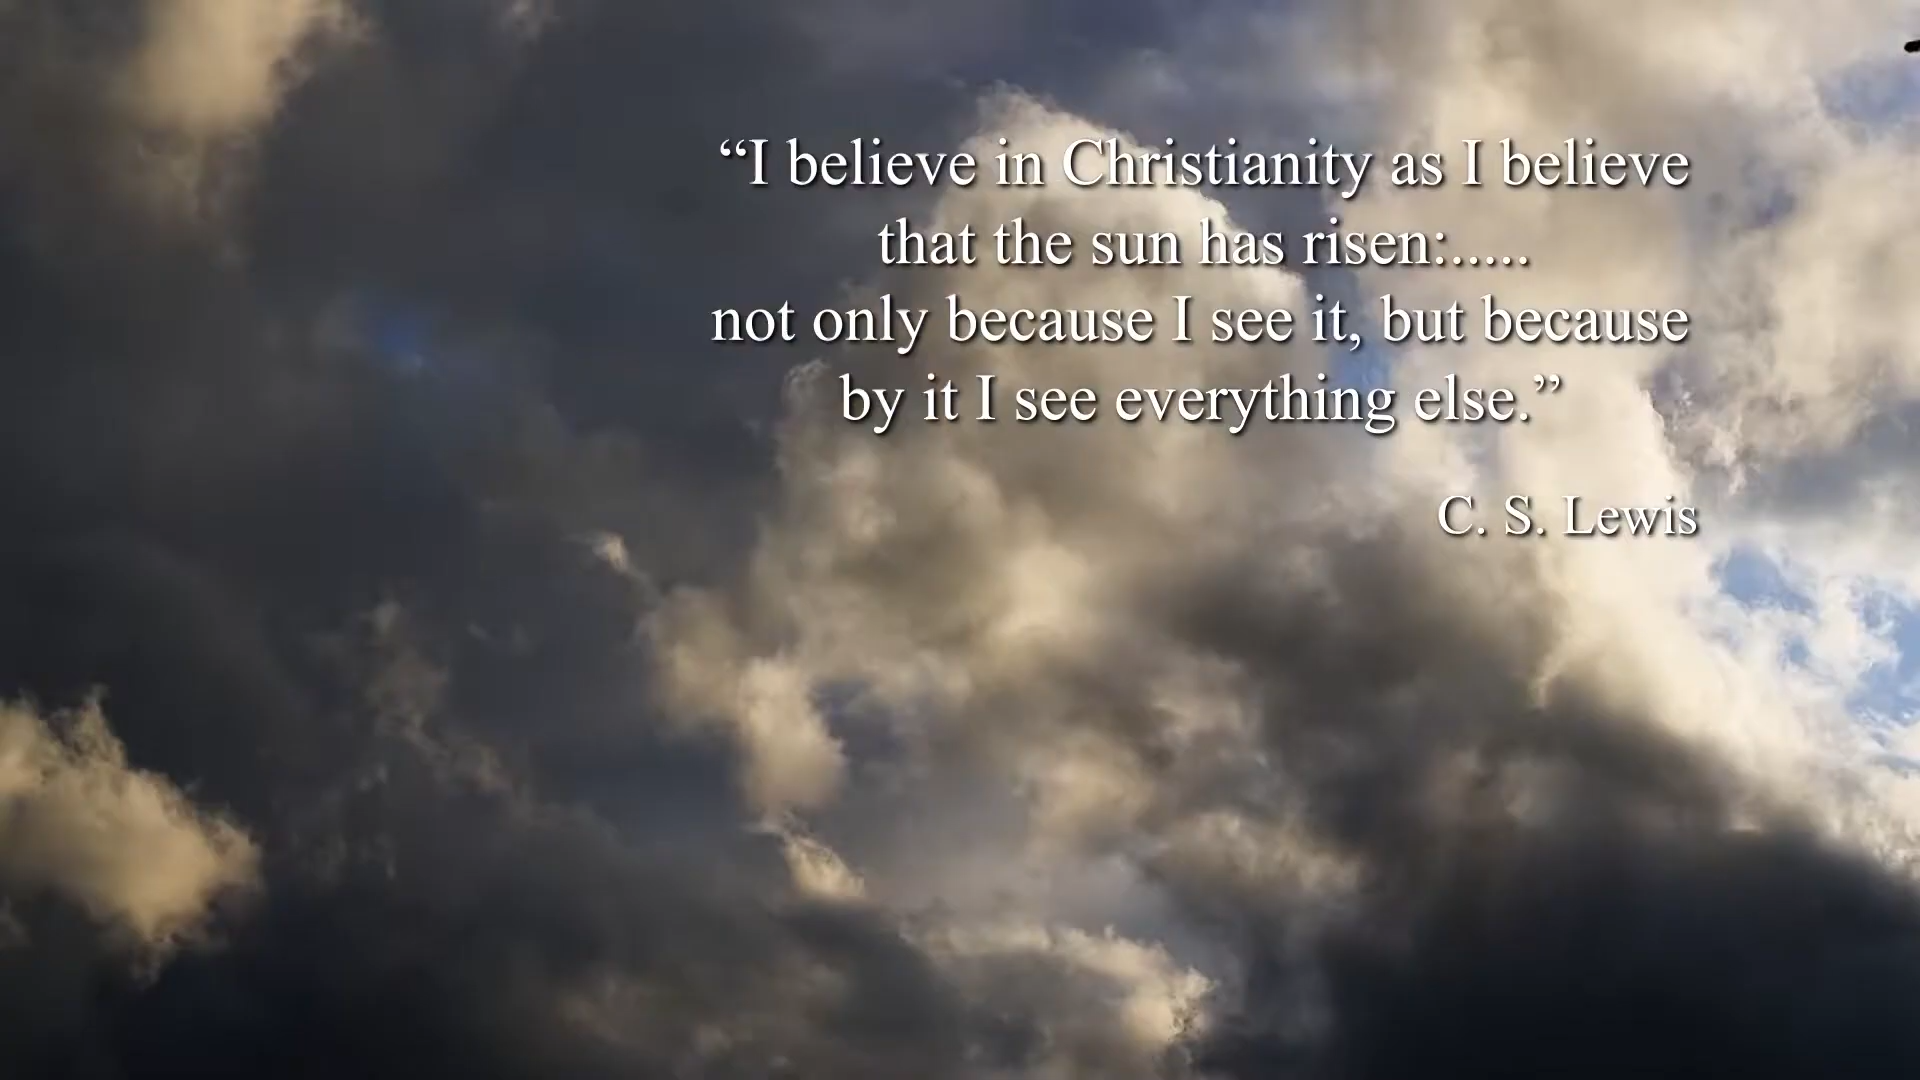 “I believe in Christianity as I believe
that the sun has risen:.....
not only because I see it, but because
by it I see everything else.”
C. S. Lewis